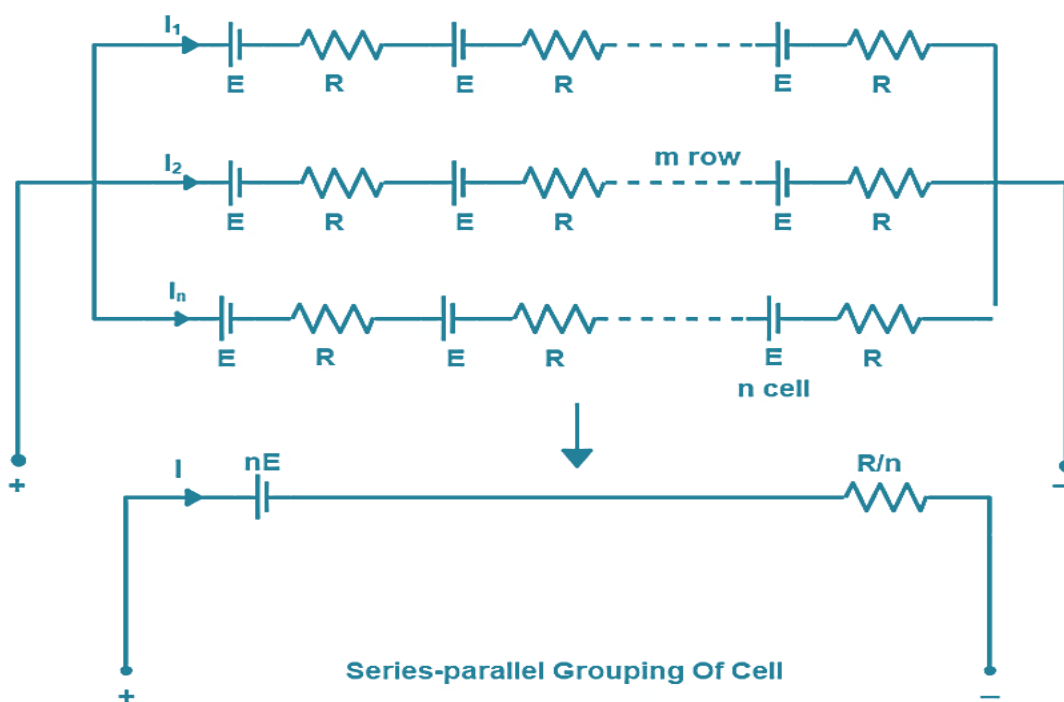 I₁
E R E R E R
I₂ m row
E R E R E R
Iₙ
E R E R E R
n cell
+ I nE R/n −
Series-parallel Grouping Of Cell
+ −